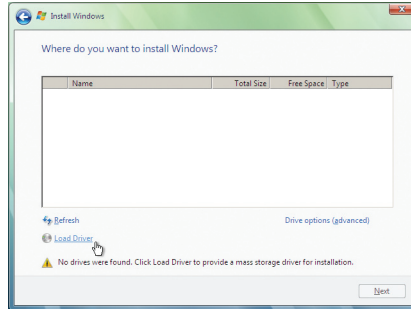 Install Windows
Where do you want to install Windows?
Name Total Size Free Space Type
Refresh Drive options (advanced)
Load Driver
No drives were found. Click Load Driver to provide a mass storage driver for installation.
Next